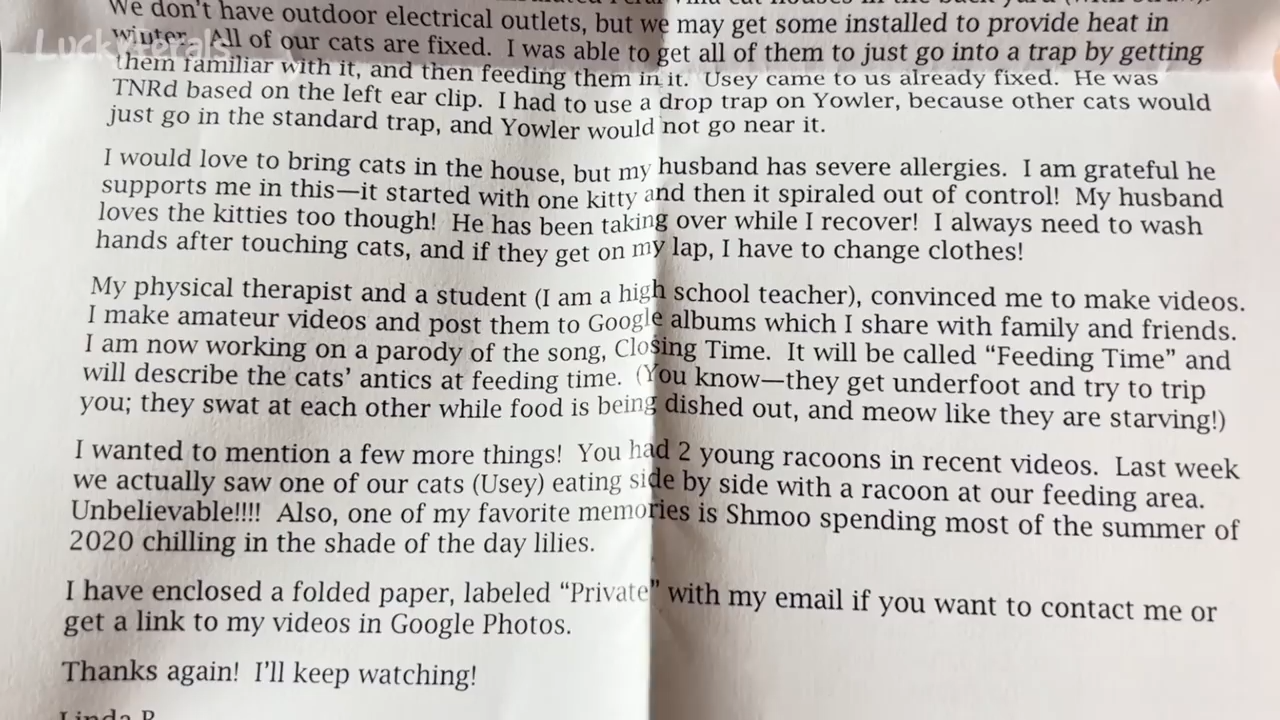 We don't have outdoor electrical outlets, but we may get some installed to provide heat in
winter. All of our cats are fixed. I was able to get all of them to just go into a trap by getting
them familiar with it, and then feeding them in it. Usey came to us already fixed. He was
TNRd based on the left ear clip. I had to use a drop trap on Yowler, because other cats would
just go in the standard trap, and Yowler would not go near it.
I would love to bring cats in the house, but my husband has severe allergies. I am grateful he
supports me in this—it started with one kitty and then it spiraled out of control! My husband
loves the kitties too though! He has been taking over while I recover! I always need to wash
hands after touching cats, and if they get on my lap, I have to change clothes!
My physical therapist and a student (I am a high school teacher), convinced me to make videos.
I make amateur videos and post them to Google albums which I share with family and friends.
I am now working on a parody of the song, Closing Time. It will be called “Feeding Time” and
will describe the cats’ antics at feeding time. (You know—they get underfoot and try to trip
you; they swat at each other while food is being dished out, and meow like they are starving!)
I wanted to mention a few more things! You had 2 young racoons in recent videos. Last week
we actually saw one of our cats (Usey) eating side by side with a racoon at our feeding area.
Unbelievable!!!! Also, one of my favorite memories is Shmoo spending most of the summer of
2020 chilling in the shade of the day lilies.
I have enclosed a folded paper, labeled “Private” with my email if you want to contact me or
get a link to my videos in Google Photos.
Thanks again! I’ll keep watching!
Linda R
LuckyFerals